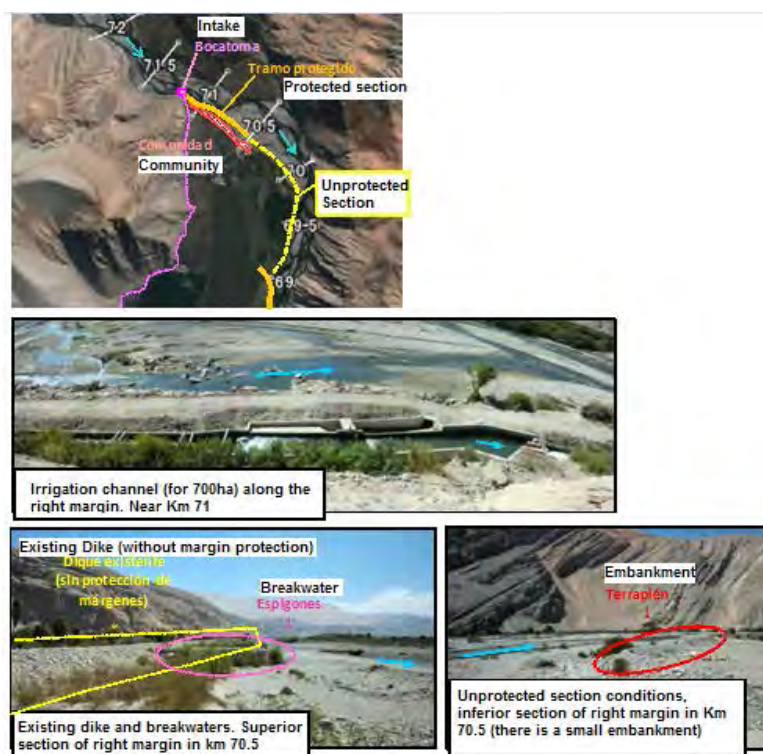 72
Intake
Bocatoma
71-5
Tramo protegido
71
Protected section
70-5
Comunidad
Community
70
Unprotected
Section
69-5
69
Irrigation channel (for 700ha) along the
right margin. Near Km 71
Existing Dike (without margin protection)
Dique existente
(sin protección de
márgenes)
Breakwater
Espigones
Existing dike and breakwaters. Superior
section of right margin in km 70.5
Embankment
Terraplén
Unprotected section conditions,
inferior section of right margin in Km
70.5 (there is a small embankment)